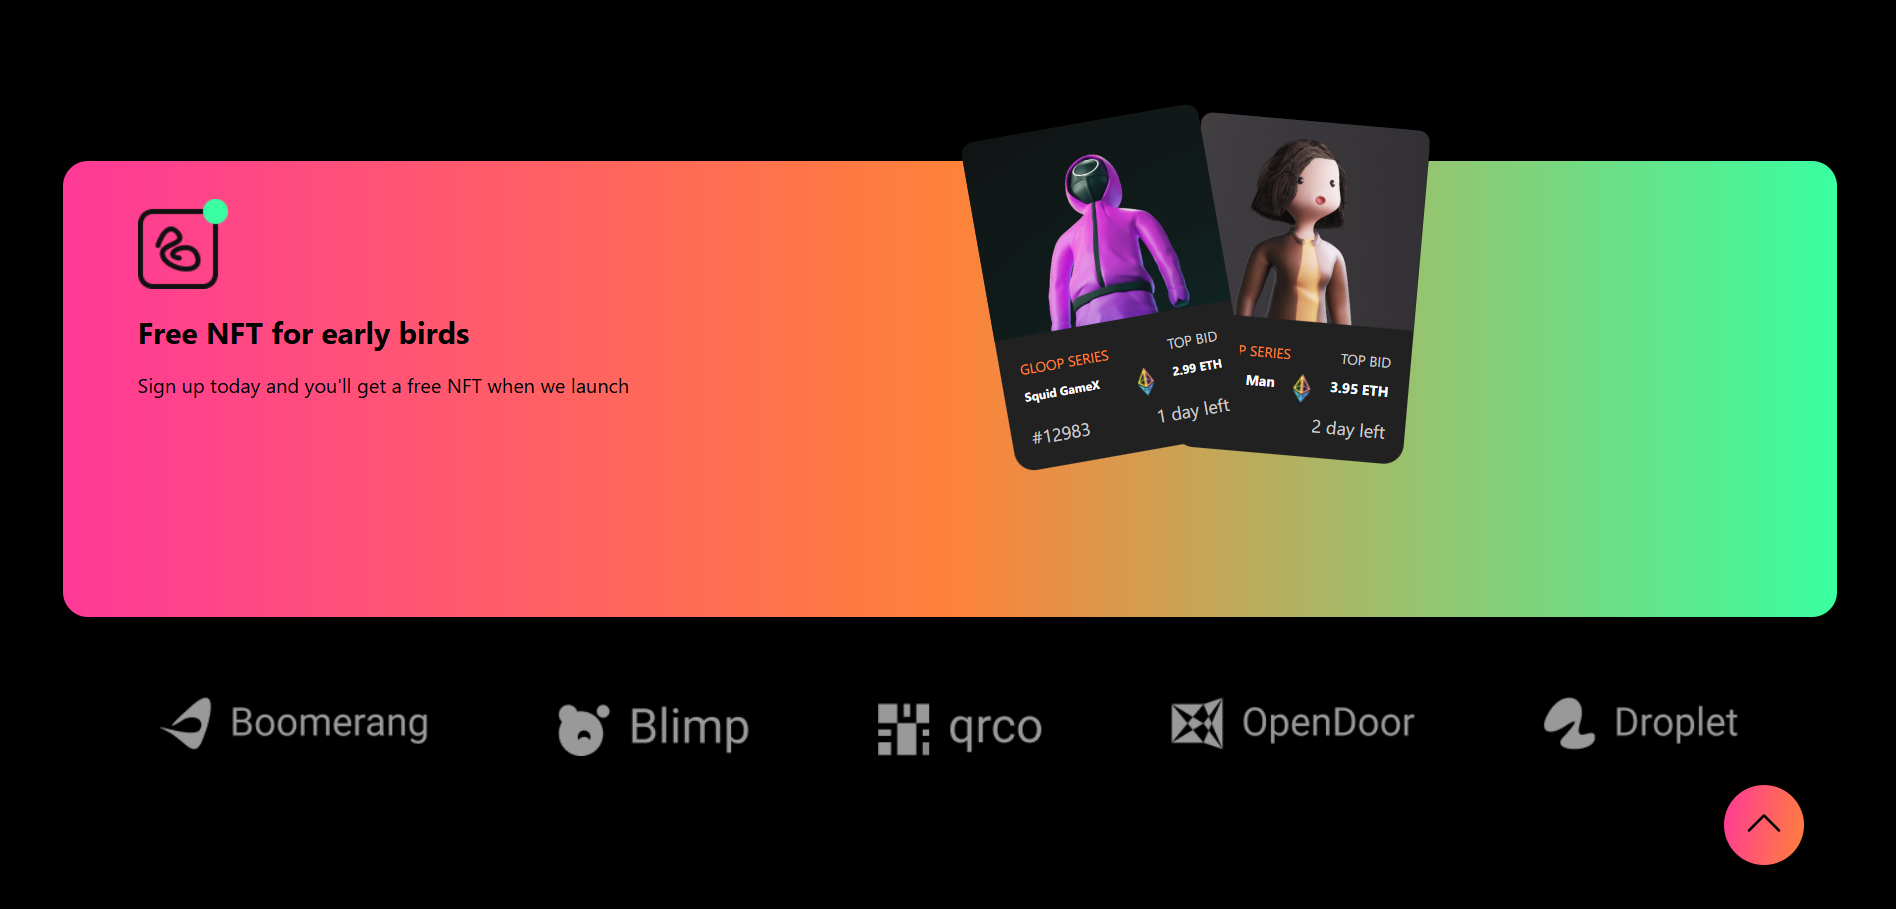 Free NFT for early birds
Sign up today and you'll get a free NFT when we launch
GLOOP SERIES
TOP BID
Squid GameX
2.99 ETH
#12983
1 day left
P SERIES
TOP BID
Man
3.95 ETH
2 day left
Boomerang
Blimp
qrco
OpenDoor
Droplet